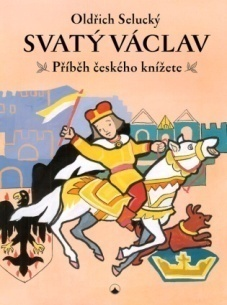 Oldřich Selucký
SVATÝ VÁCLAV
Příběh českého knížete